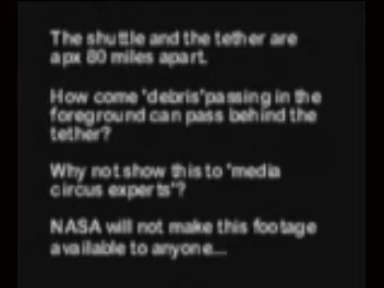 The shuttle and the tether are
apx 80 miles apart.
How come 'debris'passing in the
foreground can pass behind the
tether?
Why not show this to 'media
circus experts'?
NASA will not make this footage
available to anyone...